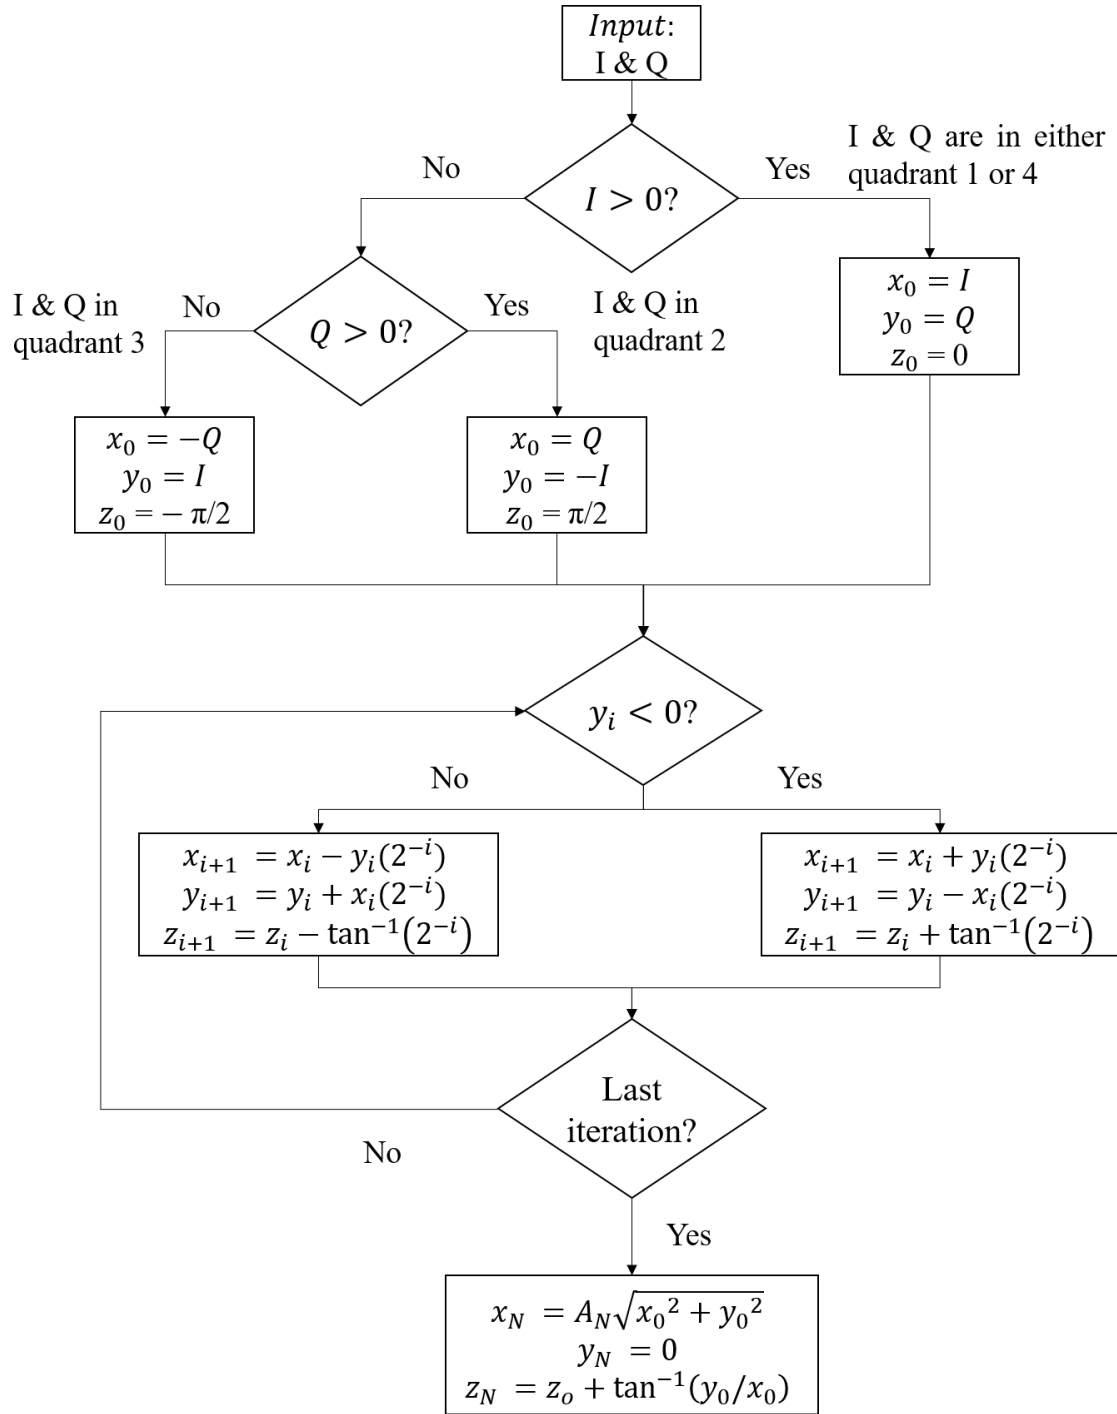 Input:
I & Q
I & Q are in either
quadrant 1 or 4
No
Yes
I > 0?
x₀ = I
y₀ = Q
z₀ = 0
I & Q in
quadrant 3
No
Yes
Q > 0?
I & Q in
quadrant 2
x₀ = −Q
y₀ = I
z₀ = − π/2
x₀ = Q
y₀ = −I
z₀ = π/2
yᵢ < 0?
No
Yes
xᵢ₊₁ = xᵢ − yᵢ(2⁻ⁱ)
yᵢ₊₁ = yᵢ + xᵢ(2⁻ⁱ)
zᵢ₊₁ = zᵢ − tan⁻¹(2⁻ⁱ)
xᵢ₊₁ = xᵢ + yᵢ(2⁻ⁱ)
yᵢ₊₁ = yᵢ − xᵢ(2⁻ⁱ)
zᵢ₊₁ = zᵢ + tan⁻¹(2⁻ⁱ)
Last
iteration?
No
Yes
x_N = A_N√(x₀² + y₀²)
y_N = 0
z_N = zₒ + tan⁻¹(y₀/x₀)